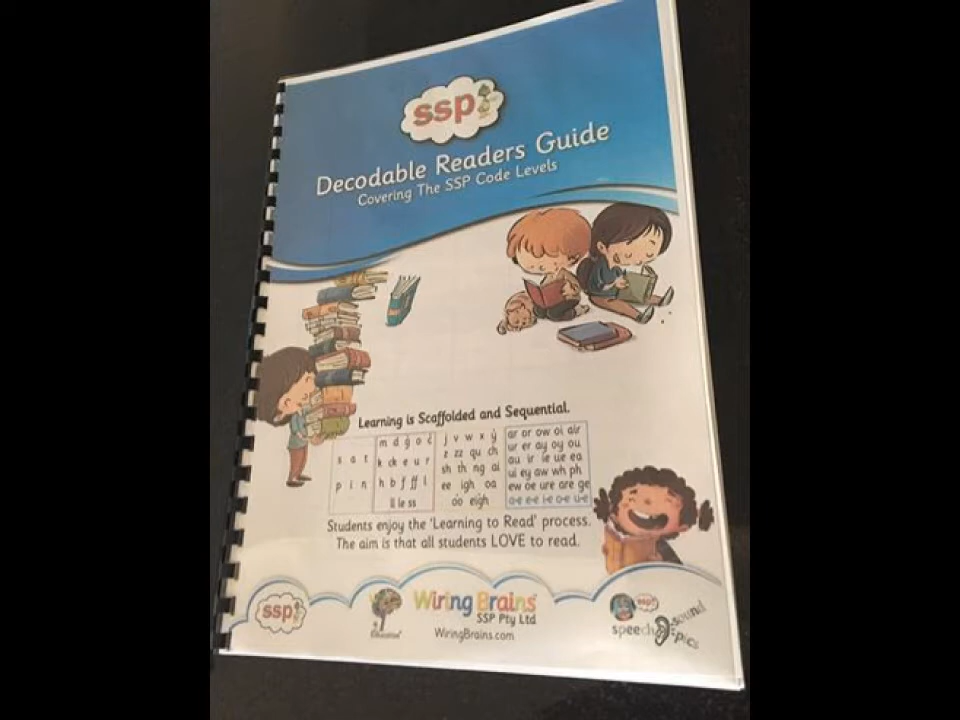 ssp
Decodable Readers Guide
Covering The SSP Code Levels
Learning is Scaffolded and Sequential.
s a t
p i n
m d g o c
k ck e u r
h b f ff l
ll le ss
j v w x y
z zz qu ch
sh th ng ai
ee igh oa
oo eigh
ar or ow oi air
ur er ay oy ou
au ir ie ue ea
ui ey aw wh ph
ew oe ure are ge
a-e e-e i-e o-e u-e
Students enjoy the 'Learning to Read' process.
The aim is that all students LOVE to read.
ssp
Education
Wiring Brains
SSP Pty Ltd
WiringBrains.com
ssp
speech sound pics